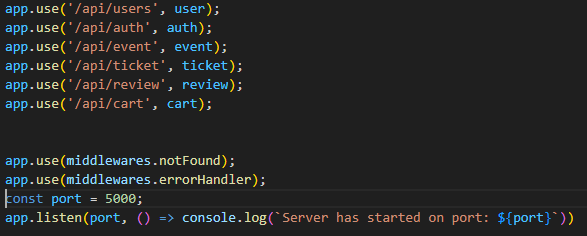 app.use('/api/users', user);
app.use('/api/auth', auth);
app.use('/api/event', event);
app.use('/api/ticket', ticket);
app.use('/api/review', review);
app.use('/api/cart', cart);
app.use(middlewares.notFound);
app.use(middlewares.errorHandler);
const port = 5000;
app.listen(port, () => console.log(`Server has started on port: ${port}`))